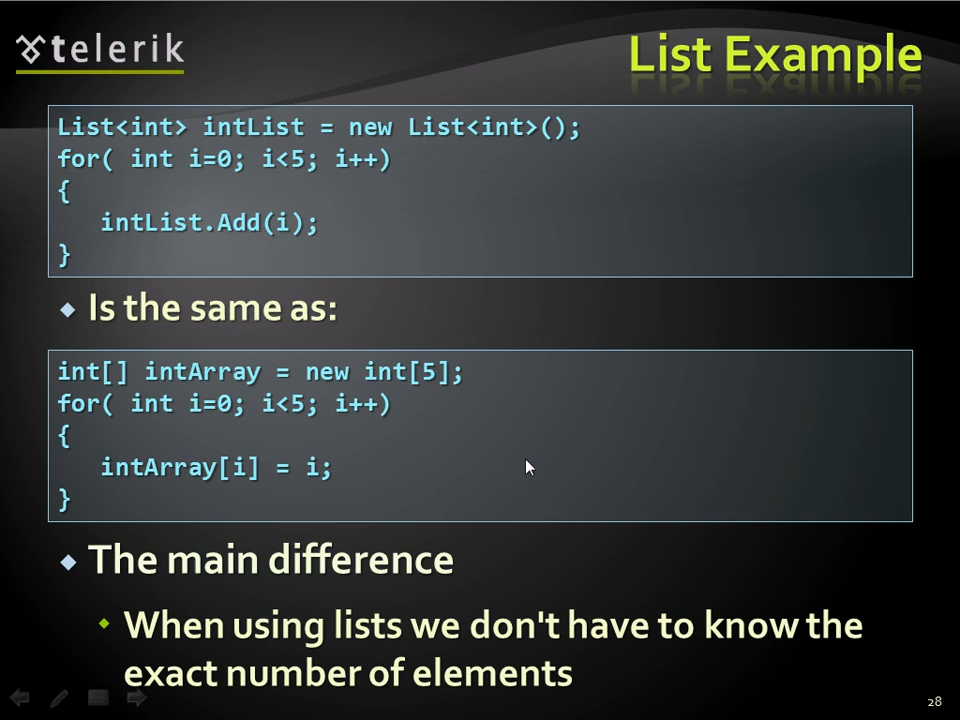 telerik
List Example
List<int> intList = new List<int>();
for( int i=0; i<5; i++)
{
   intList.Add(i);
}
Is the same as:
int[] intArray = new int[5];
for( int i=0; i<5; i++)
{
   intArray[i] = i;
}
The main difference
When using lists we don't have to know the
exact number of elements
28